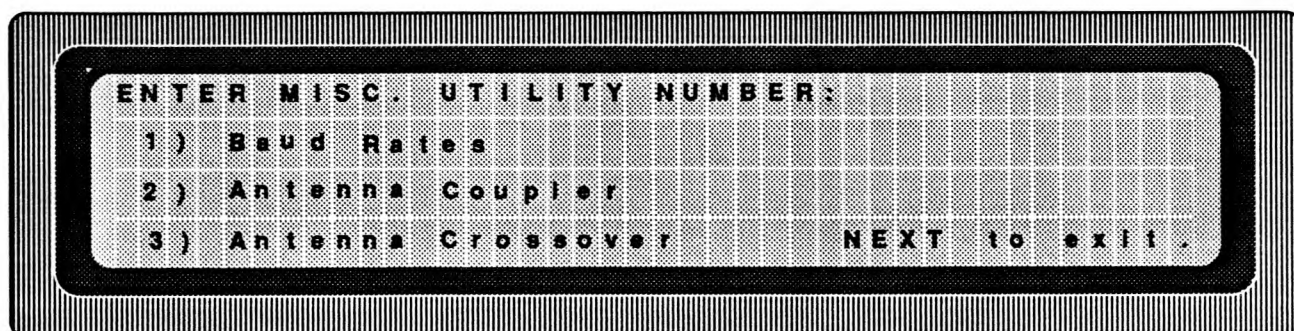 ENTER MISC. UTILITY NUMBER:
1) Baud Rates
2) Antenna Coupler
3) Antenna Crossover NEXT to exit.